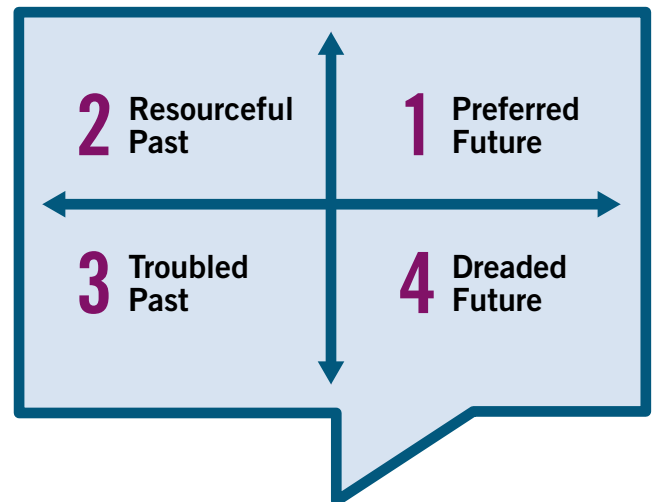 2 Resourceful
Past
1 Preferred
Future
3 Troubled
Past
4 Dreaded
Future